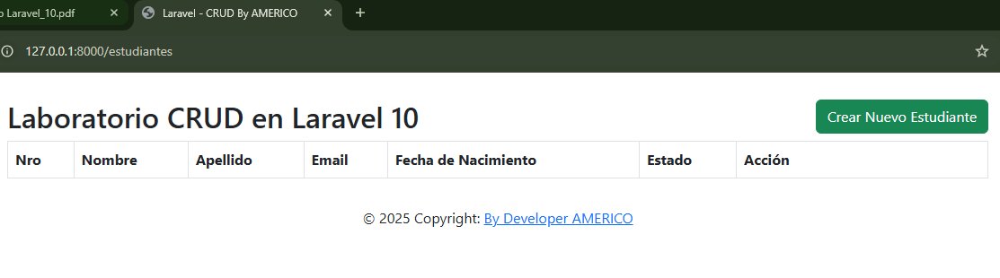 o Laravel_10.pdf
Laravel - CRUD By AMERICO
127.0.0.1:8000/estudiantes
Laboratorio CRUD en Laravel 10
Crear Nuevo Estudiante
Nro Nombre Apellido Email Fecha de Nacimiento Estado Acción
© 2025 Copyright: By Developer AMERICO